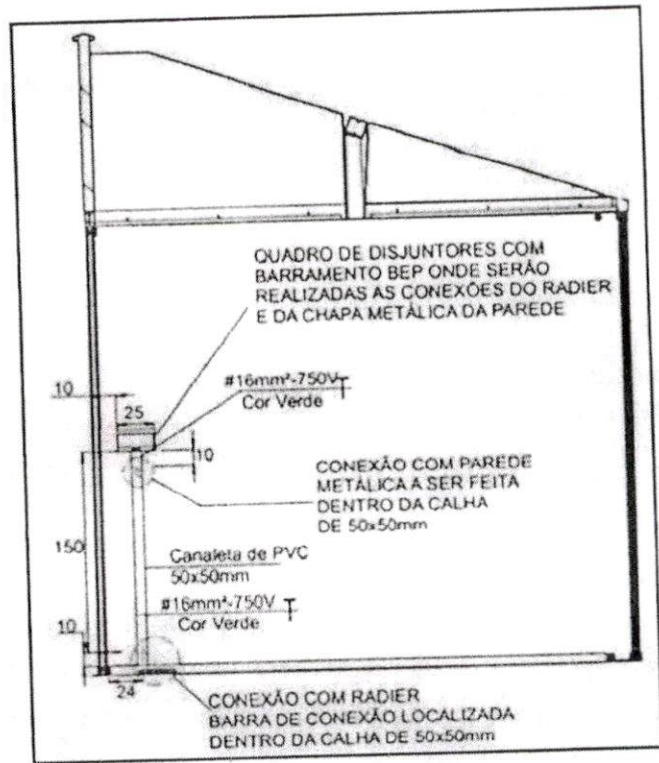 QUADRO DE DISJUNTORES COM
BARRAMENTO BEP ONDE SERÃO
REALIZADAS AS CONEXÕES DO RADIER
E DA CHAPA METÁLICA DA PAREDE
10
#16mm²-750V
Cor Verde
25
10
CONEXÃO COM PAREDE
METÁLICA A SER FEITA
DENTRO DA CALHA
DE 50x50mm
150
Canaleta de PVC
50x50mm
#16mm²-750V
Cor Verde
10
24
CONEXÃO COM RADIER
BARRA DE CONEXÃO LOCALIZADA
DENTRO DA CALHA DE 50x50mm